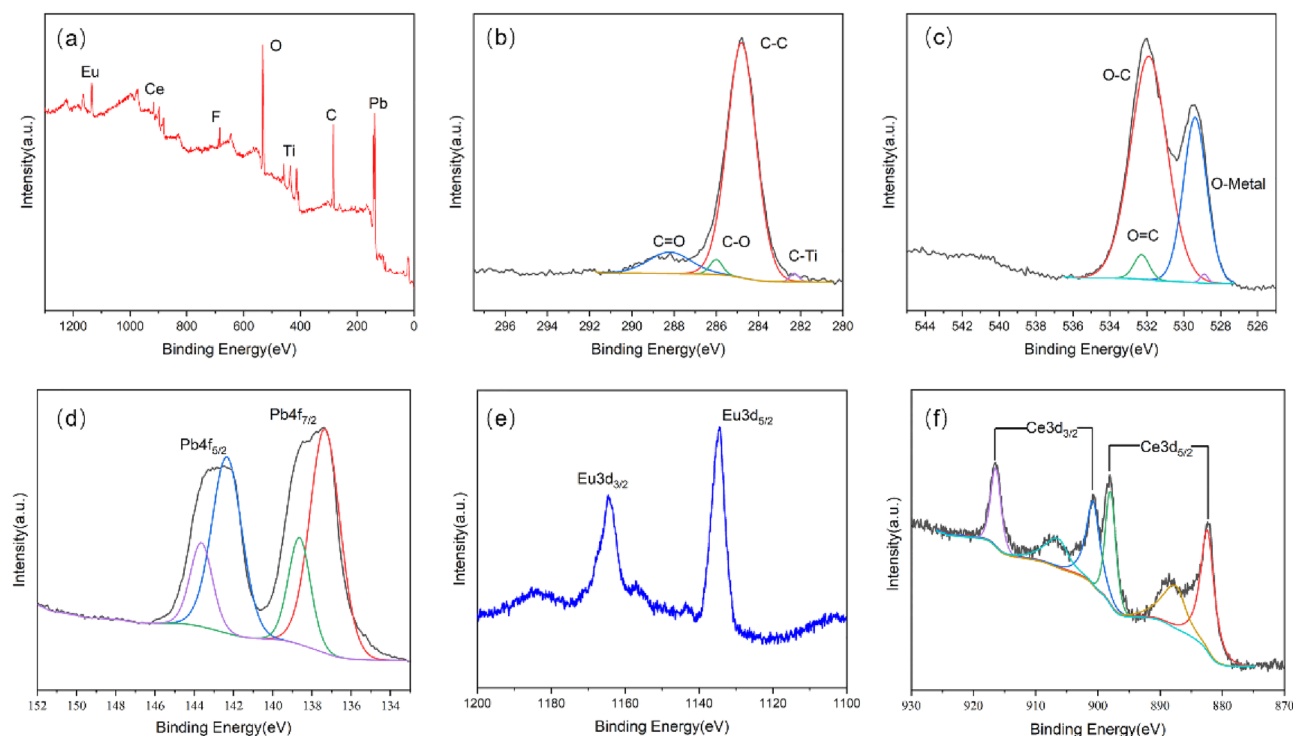 (a)
O
Eu
Ce
F
Ti
C
Pb
Intensity(a.u.)
1200 1000 800 600 400 200 0
Binding Energy(eV)
(b)
C-C
C=O
C-O
C-Ti
Intensity(a.u.)
296 294 292 290 288 286 284 282 280
Binding Energy(eV)
(c)
O-C
O-Metal
O=C
Intensity(a.u.)
544 542 540 538 536 534 532 530 528 526
Binding Energy(eV)
(d)
Pb4f7/2
Pb4f5/2
Intensity(a.u.)
152 150 148 146 144 142 140 138 136 134
Binding Energy(eV)
(e)
Eu3d5/2
Eu3d3/2
Intensity(a.u.)
1200 1180 1160 1140 1120 1100
Binding Energy(eV)
(f)
Ce3d3/2
Ce3d5/2
Intensity(a.u.)
930 920 910 900 890 880 870
Binding Energy(eV)